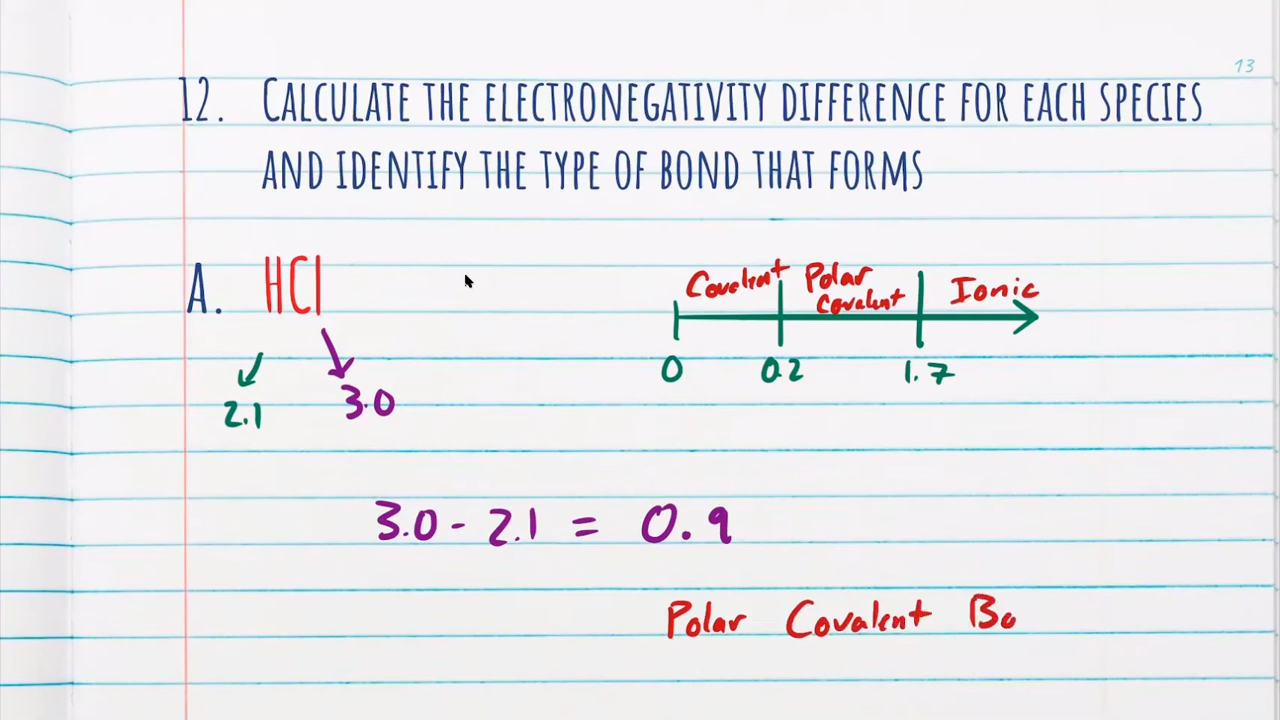 13
12. CALCULATE THE ELECTRONEGATIVITY DIFFERENCE FOR EACH SPECIES
AND IDENTIFY THE TYPE OF BOND THAT FORMS
A. HCl
Covalent Polar Covalent Ionic
0 0.2 1.7
2.1 3.0
3.0 - 2.1 = 0.9
Polar Covalent Bo